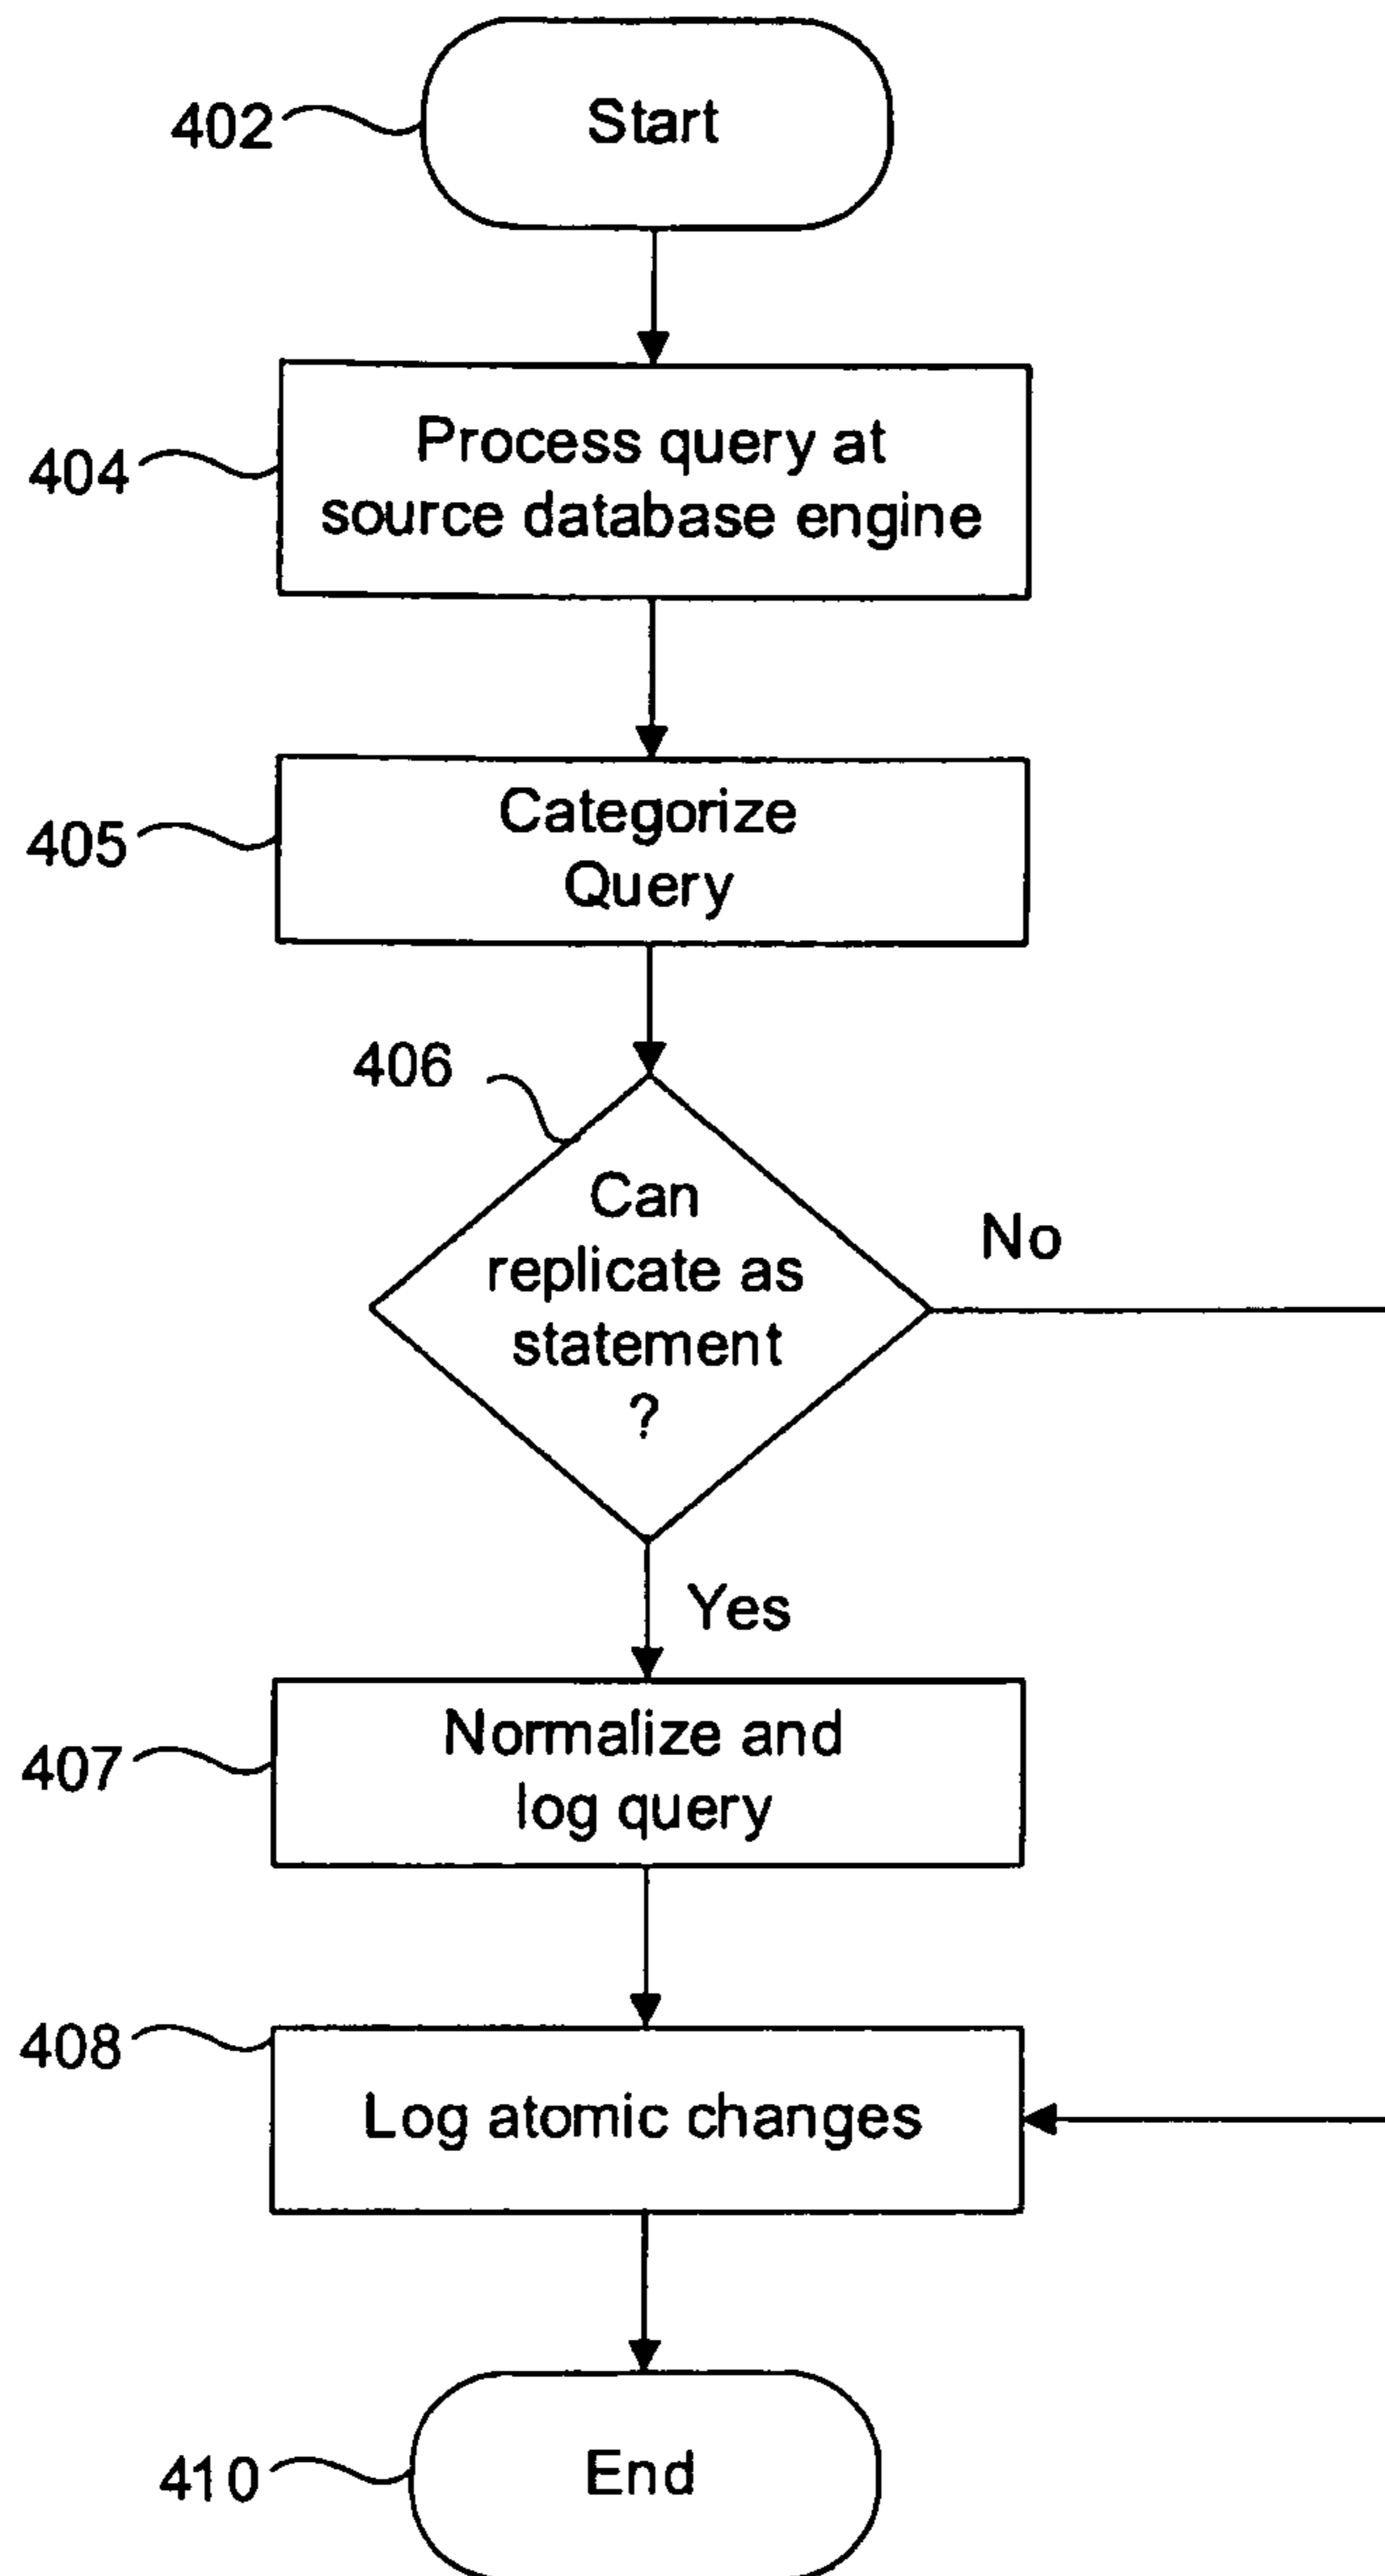 402
Start
404
Process query at
source database engine
405
Categorize
Query
406
Can
replicate as
statement
?
No
Yes
407
Normalize and
log query
408
Log atomic changes
410
End